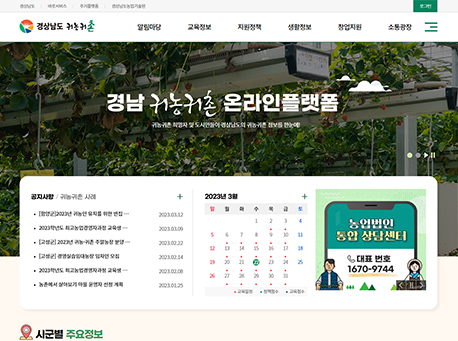 경상남도 바로서비스 주거플랫폼 경상남도 농업기술원 로그인
경상남도 귀농귀촌 알림마당 교육정보 지원정책 생활정보 창업지원 소통광장
경남 귀농귀촌 온라인플랫폼
귀농귀촌 희망자 및 도시민들이 경상남도의 귀농귀촌 정보를 한눈에!
공지사항 / 귀농귀촌 사례 +
[함양군]2023년 귀농인 유치를 위한 빈집 ... 2023.03.12
2023학년도 최고농업경영자과정 교육생 ... 2023.03.09
[고성군] 2023년 귀농·귀촌 주말농장 분양 ... 2023.02.22
[고성군] 경영실습임대농장 임차인 모집 2023.02.14
2023학년도 최고농업경영자과정 교육생 ... 2023.02.08
농촌에서 살아보기 마을 운영자 선정 계획 2023.01.25
2023년 3월 +
일 월 화 수 목 금 토
1 2 3 4
5 6 7 8 9 10 11
12 13 14 15 16 17 18
19 20 21 22 23 24 25
26 27 28 29 30 31
교육일정 정책접수 교육접수
농업법인
통합 상담센터
대표 번호
1670-9744
시군별 주요정보